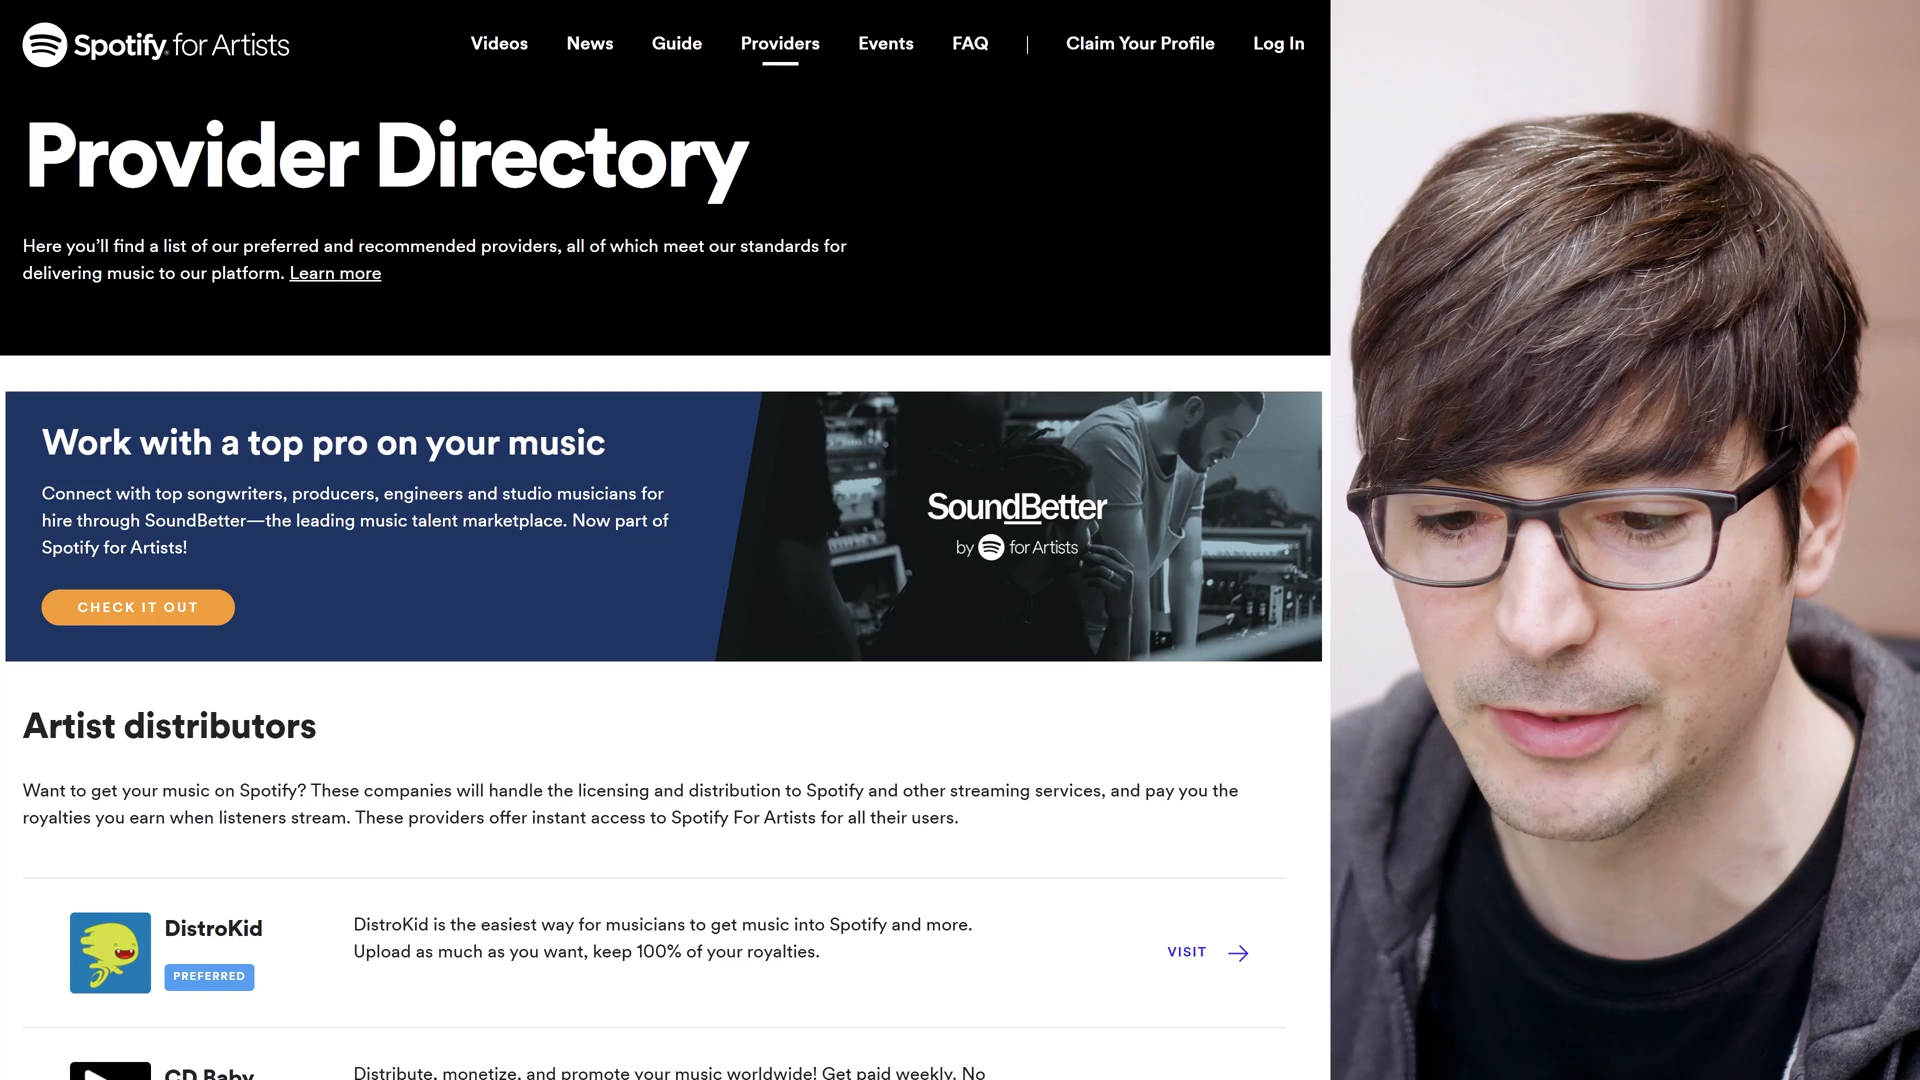 Spotify for Artists
Videos News Guide Providers Events FAQ | Claim Your Profile Log In
Provider Directory
Here you’ll find a list of our preferred and recommended providers, all of which meet our standards for
delivering music to our platform. Learn more
Work with a top pro on your music
Connect with top songwriters, producers, engineers and studio musicians for
hire through SoundBetter—the leading music talent marketplace. Now part of
Spotify for Artists!
CHECK IT OUT
SoundBetter
by for Artists
Artist distributors
Want to get your music on Spotify? These companies will handle the licensing and distribution to Spotify and other streaming services, and pay you the
royalties you earn when listeners stream. These providers offer instant access to Spotify For Artists for all their users.
DistroKid
PREFERRED
DistroKid is the easiest way for musicians to get music into Spotify and more.
Upload as much as you want, keep 100% of your royalties.
VISIT
CD Baby
Distribute, monetize, and promote your music worldwide! Get paid weekly. No